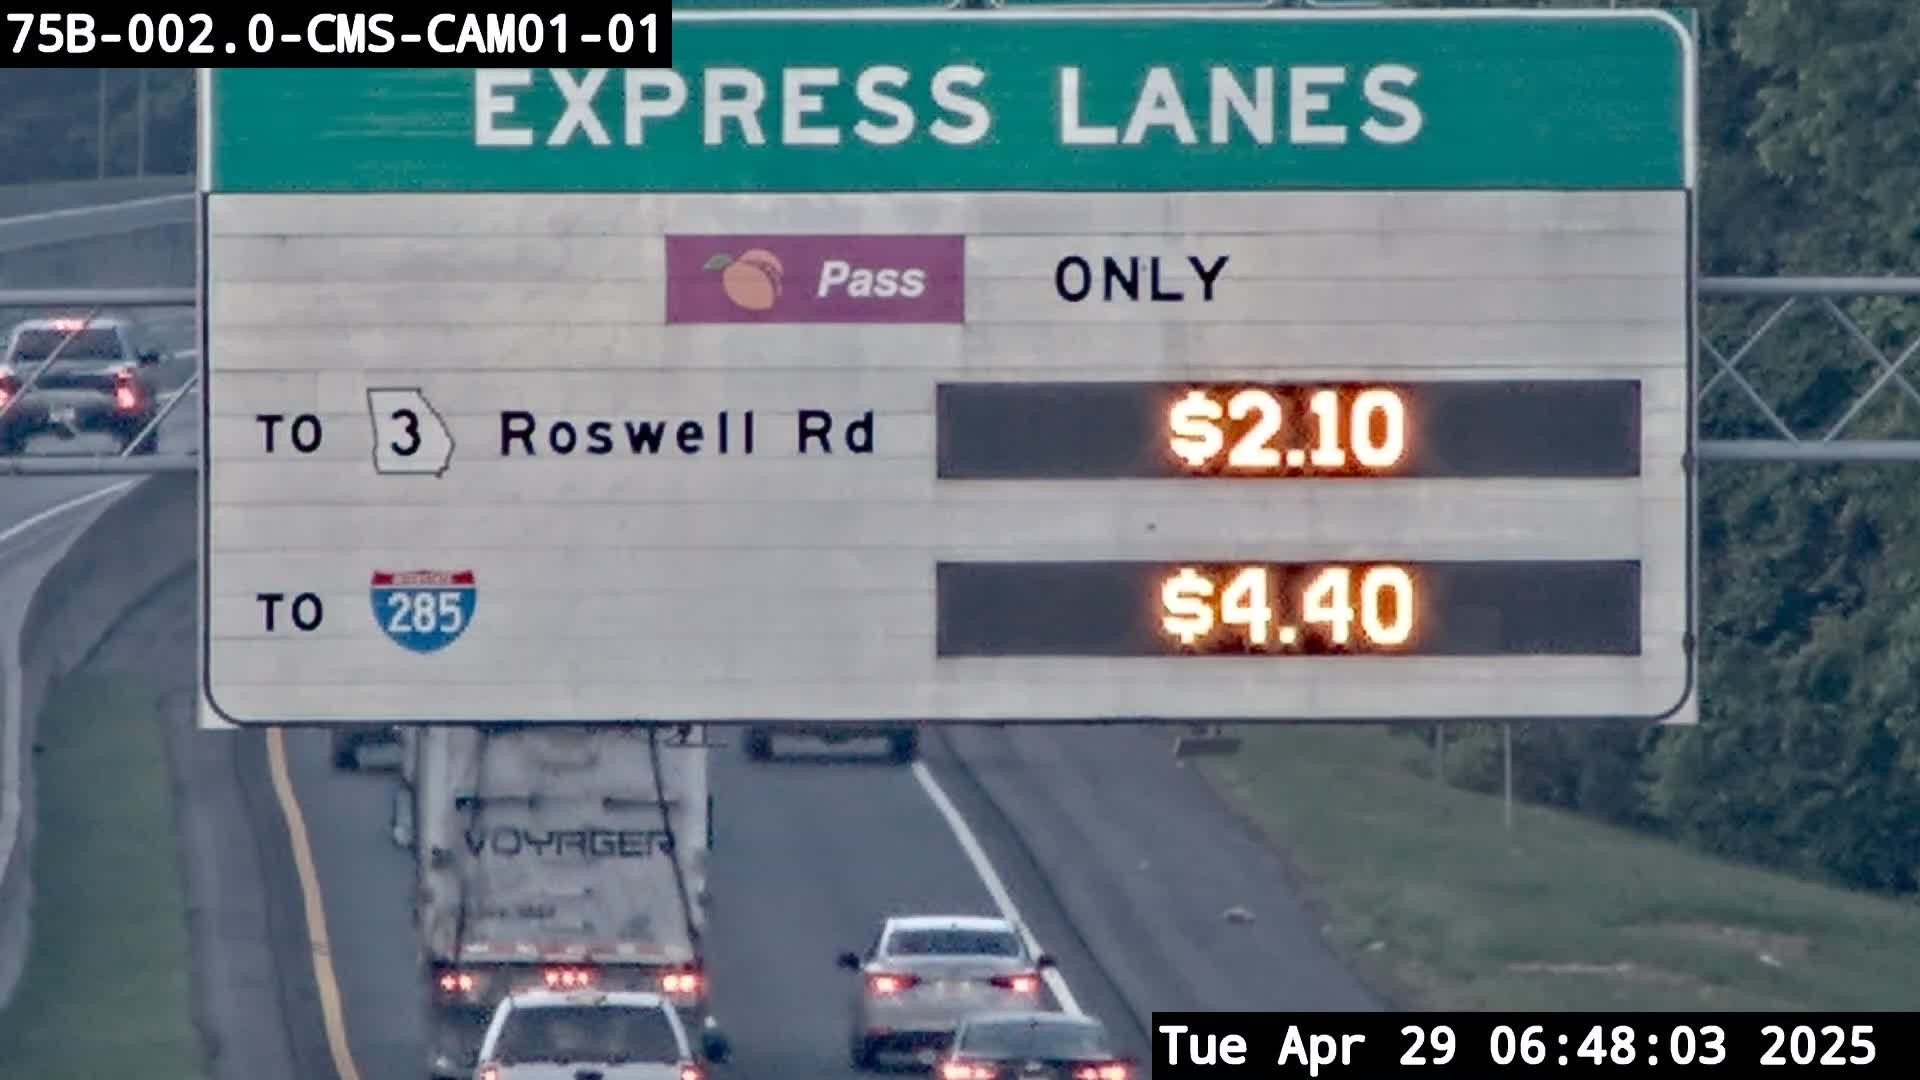 75B-002.0-CMS-CAM01-01
EXPRESS LANES
Pass ONLY
TO 3 Roswell Rd $2.10
TO 285 $4.40
VOYAGER
Tue Apr 29 06:48:03 2025